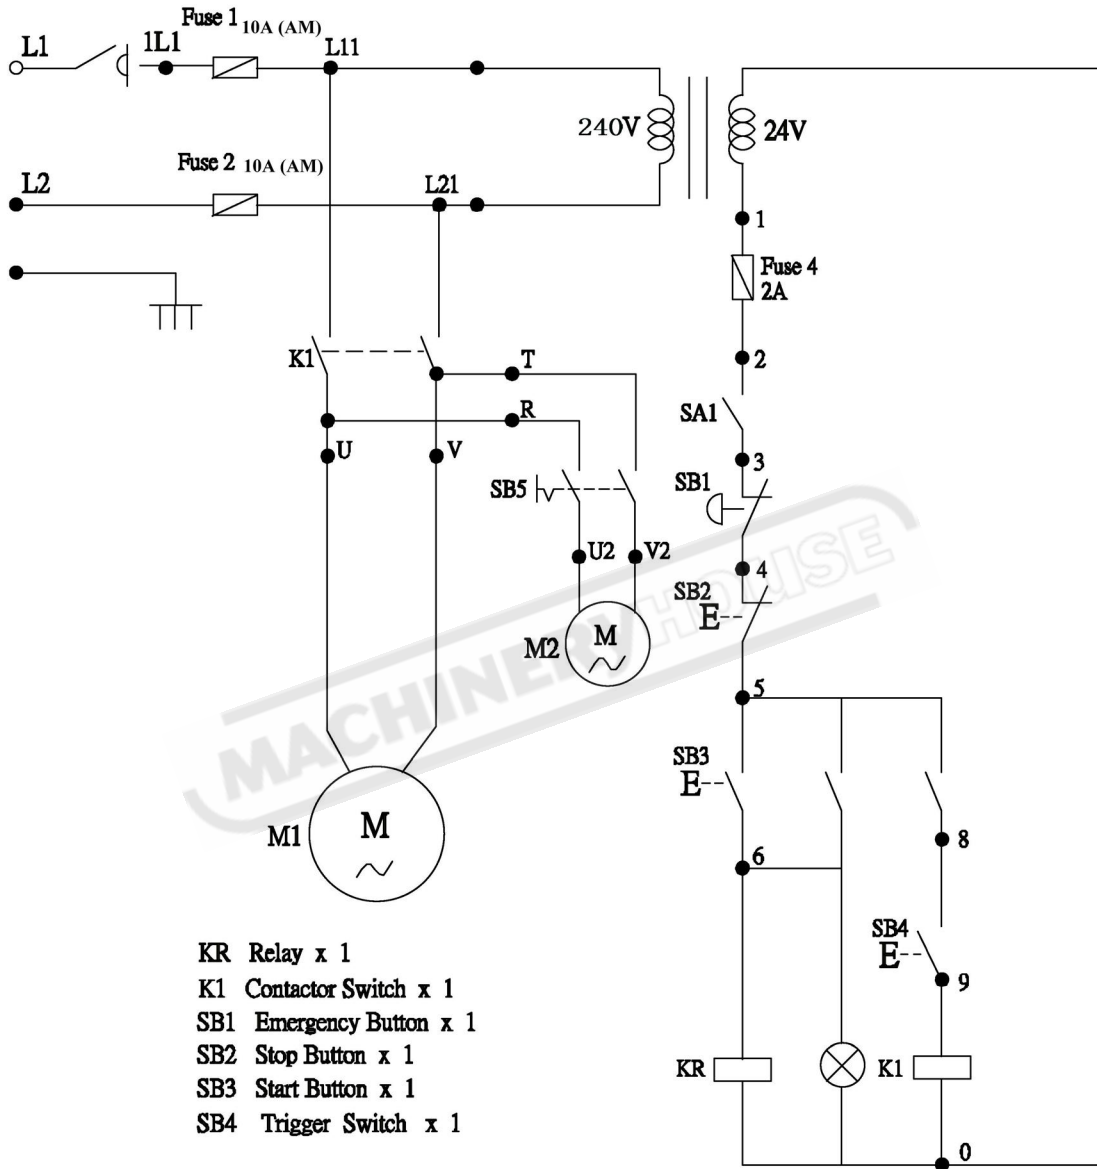 Fuse 1 10A (AM)
L1
1L1
L11
240V
24V
Fuse 2 10A (AM)
L2
L21
1
Fuse 4
2A
2
K1
T
SA1
R
3
U
V
SB1
SB5
U2
V2
4
SB2
E
M2
M
MACHINERYHOUSE
5
SB3
E
M1
M
8
6
SB4
E
9
KR Relay x 1
K1 Contactor Switch x 1
SB1 Emergency Button x 1
SB2 Stop Button x 1
SB3 Start Button x 1
SB4 Trigger Switch x 1
KR
K1
0